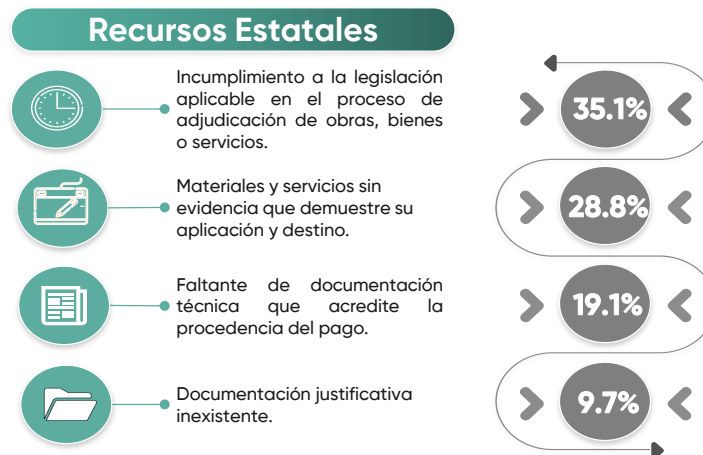 Recursos Estatales
Incumplimiento a la legislación
aplicable en el proceso de
adjudicación de obras, bienes
o servicios.
35.1%
Materiales y servicios sin
evidencia que demuestre su
aplicación y destino.
28.8%
Faltante de documentación
técnica que acredite la
procedencia del pago.
19.1%
Documentación justificativa
inexistente.
9.7%